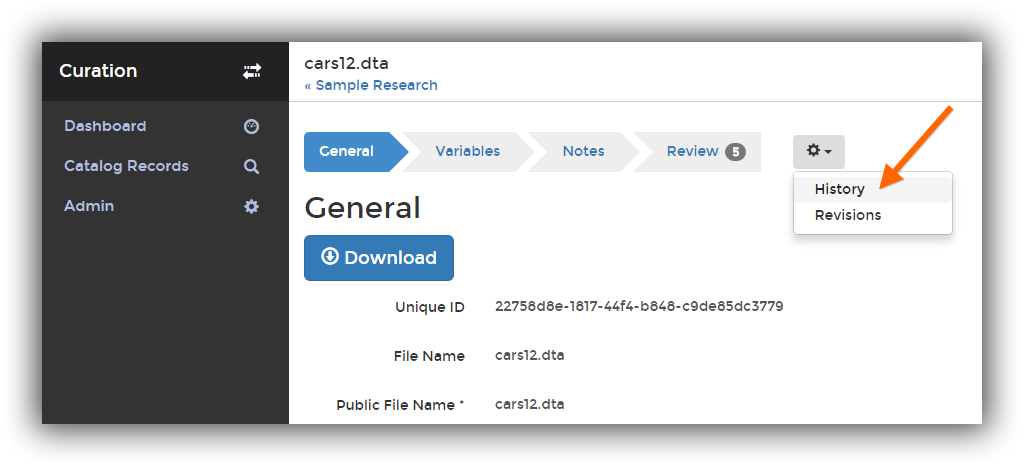 Curation
Dashboard
Catalog Records
Admin
cars12.dta
« Sample Research
General
Variables
Notes
Review 5
History
Revisions
General
Download
Unique ID 22758d8e-1817-44f4-b848-c9de85dc3779
File Name cars12.dta
Public File Name * cars12.dta